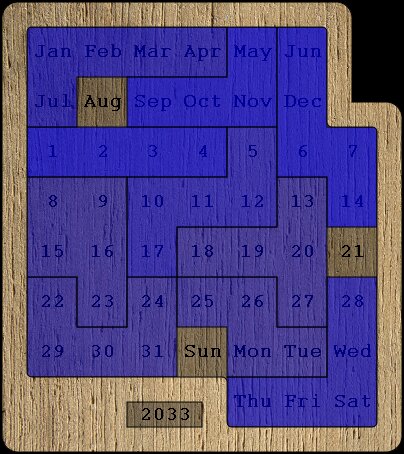 Jan Feb Mar Apr May Jun
Jul Aug Sep Oct Nov Dec
1 2 3 4 5 6 7
8 9 10 11 12 13 14
15 16 17 18 19 20 21
22 23 24 25 26 27 28
29 30 31 Sun Mon Tue Wed
Thu Fri Sat
2033